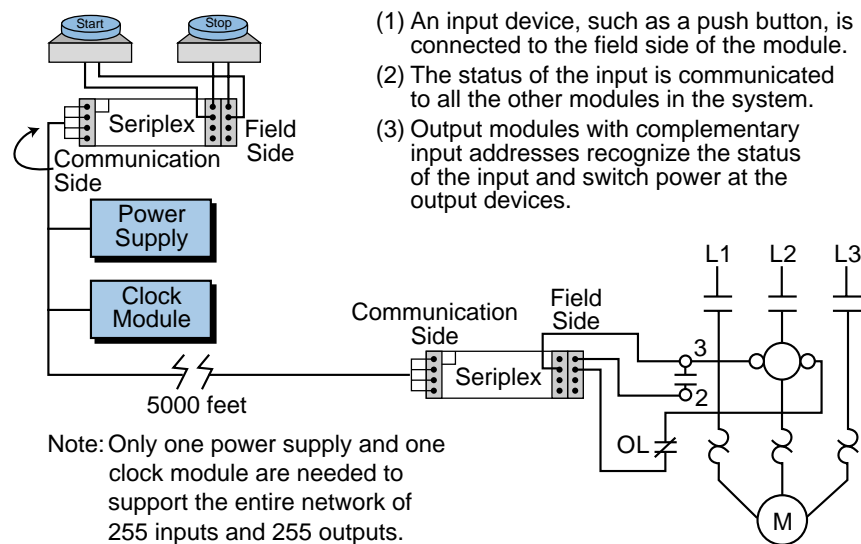 Start
Stop
(1) An input device, such as a push button, is
connected to the field side of the module.
(2) The status of the input is communicated
to all the other modules in the system.
(3) Output modules with complementary
input addresses recognize the status
of the input and switch power at the
output devices.
Seriplex
Field
Side
Communication
Side
Power
Supply
Clock
Module
5000 feet
Communication
Side
Field
Side
Seriplex
L1
L2
L3
3
2
OL
M
Note: Only one power supply and one
clock module are needed to
support the entire network of
255 inputs and 255 outputs.